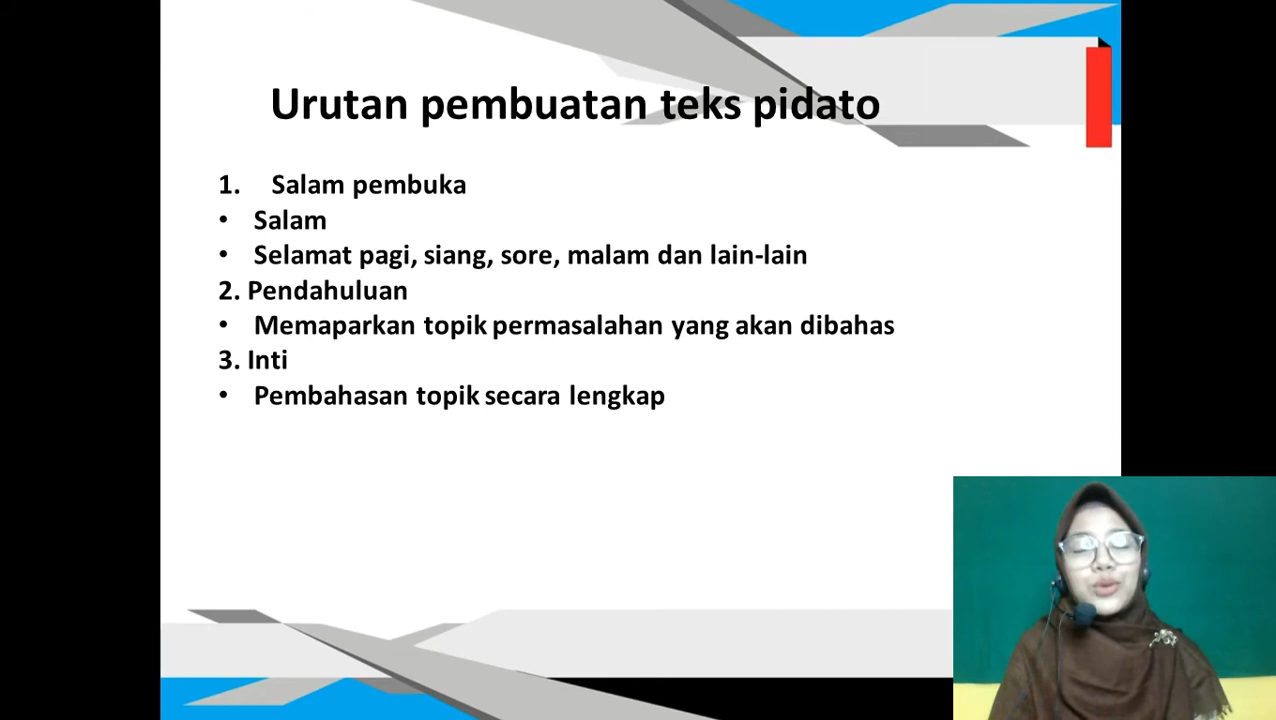 Urutan pembuatan teks pidato
1. Salam pembuka
• Salam
• Selamat pagi, siang, sore, malam dan lain-lain
2. Pendahuluan
• Memaparkan topik permasalahan yang akan dibahas
3. Inti
• Pembahasan topik secara lengkap